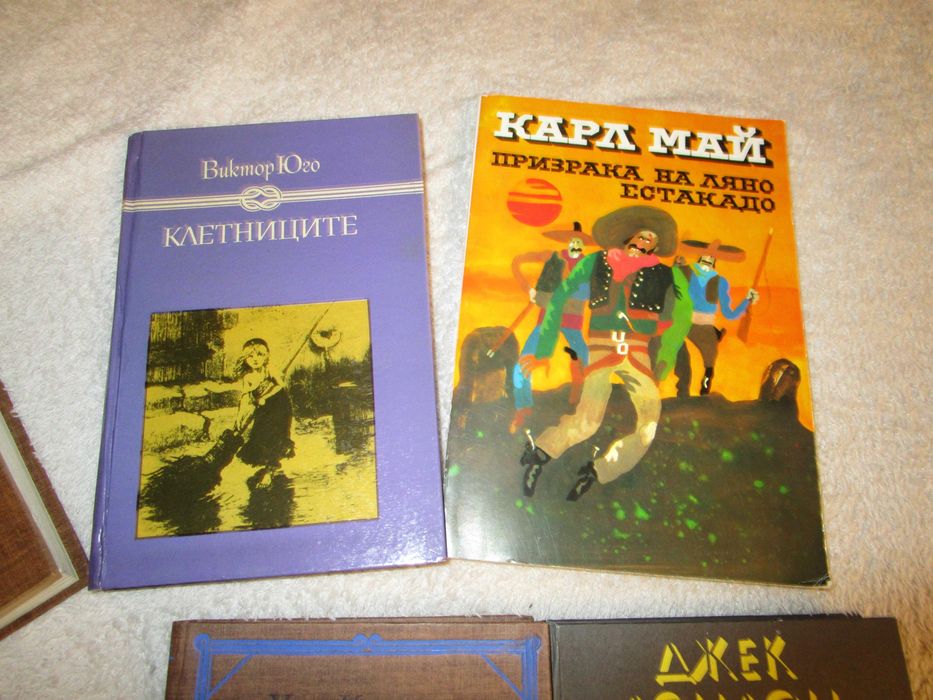 Виктор Юго
КЛЕТНИЦИТЕ
КАРЛ МАЙ
ПРИЗРАКА НА ЛЯНО
ЕСТАКАДО
ДЖЕК